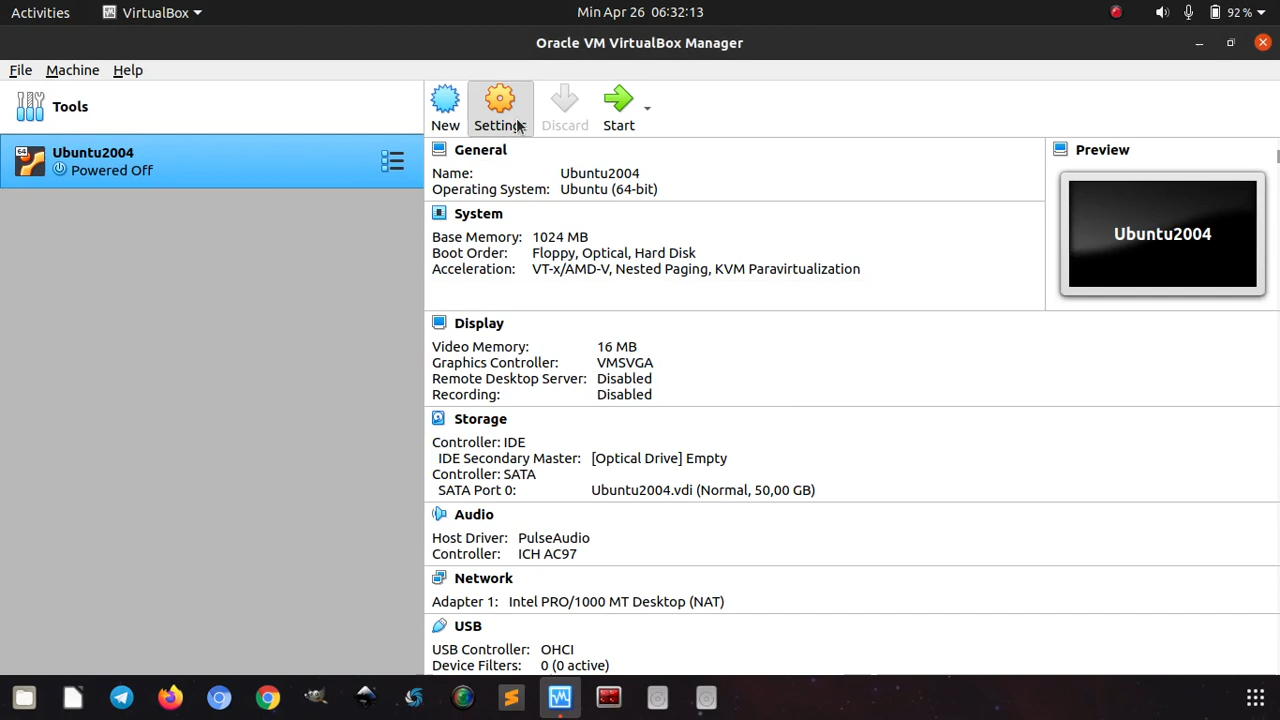 Activities VirtualBox Min Apr 26 06:32:13 92 %
Oracle VM VirtualBox Manager
File Machine Help
Tools
New Settings Discard Start
Ubuntu2004
Powered Off
64
General
Name: Ubuntu2004
Operating System: Ubuntu (64-bit)
Preview
Ubuntu2004
System
Base Memory: 1024 MB
Boot Order: Floppy, Optical, Hard Disk
Acceleration: VT-x/AMD-V, Nested Paging, KVM Paravirtualization
Display
Video Memory: 16 MB
Graphics Controller: VMSVGA
Remote Desktop Server: Disabled
Recording: Disabled
Storage
Controller: IDE
IDE Secondary Master: [Optical Drive] Empty
Controller: SATA
SATA Port 0: Ubuntu2004.vdi (Normal, 50,00 GB)
Audio
Host Driver: PulseAudio
Controller: ICH AC97
Network
Adapter 1: Intel PRO/1000 MT Desktop (NAT)
USB
USB Controller: OHCI
Device Filters: 0 (0 active)